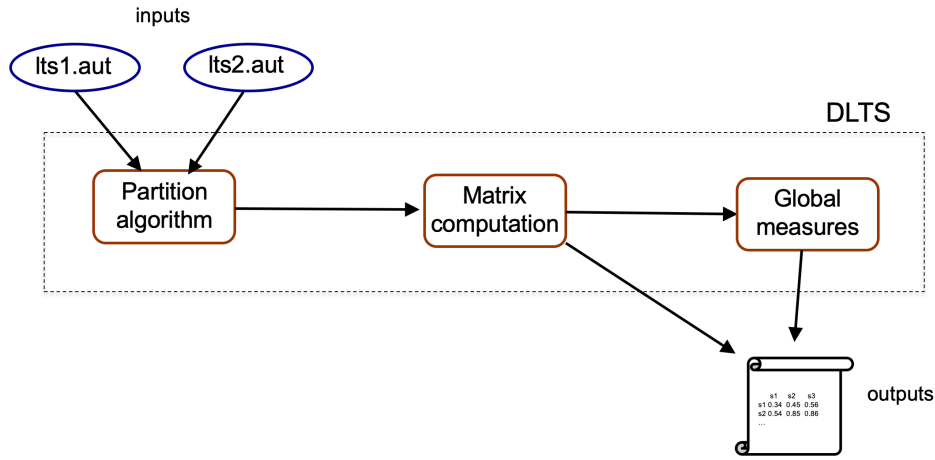 inputs
lts1.aut
lts2.aut
DLTS
Partition
algorithm
Matrix
computation
Global
measures
s1 s2 s3
s1 0.34 0.45 0.56
s2 0.54 0.85 0.86
...
outputs